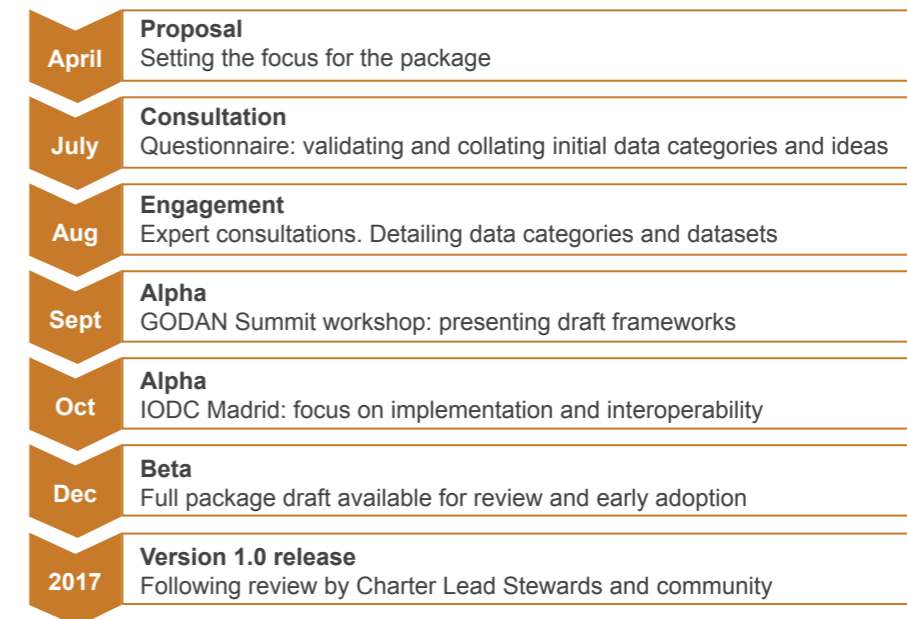 April
Proposal
Setting the focus for the package
July
Consultation
Questionnaire: validating and collating initial data categories and ideas
Aug
Engagement
Expert consultations. Detailing data categories and datasets
Sept
Alpha
GODAN Summit workshop: presenting draft frameworks
Oct
Alpha
IODC Madrid: focus on implementation and interoperability
Dec
Beta
Full package draft available for review and early adoption
2017
Version 1.0 release
Following review by Charter Lead Stewards and community